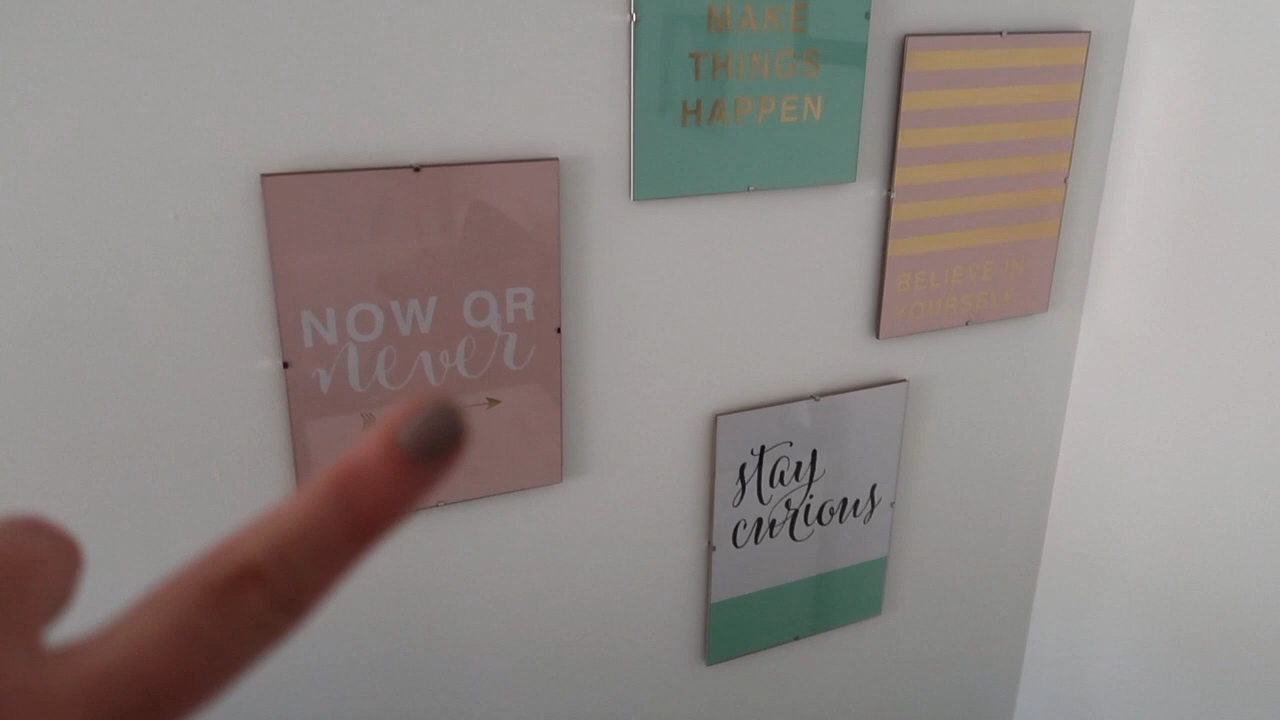 MAKE
THINGS
HAPPEN
NOW OR
never
BELIEVE IN
YOURSELF
stay
curious